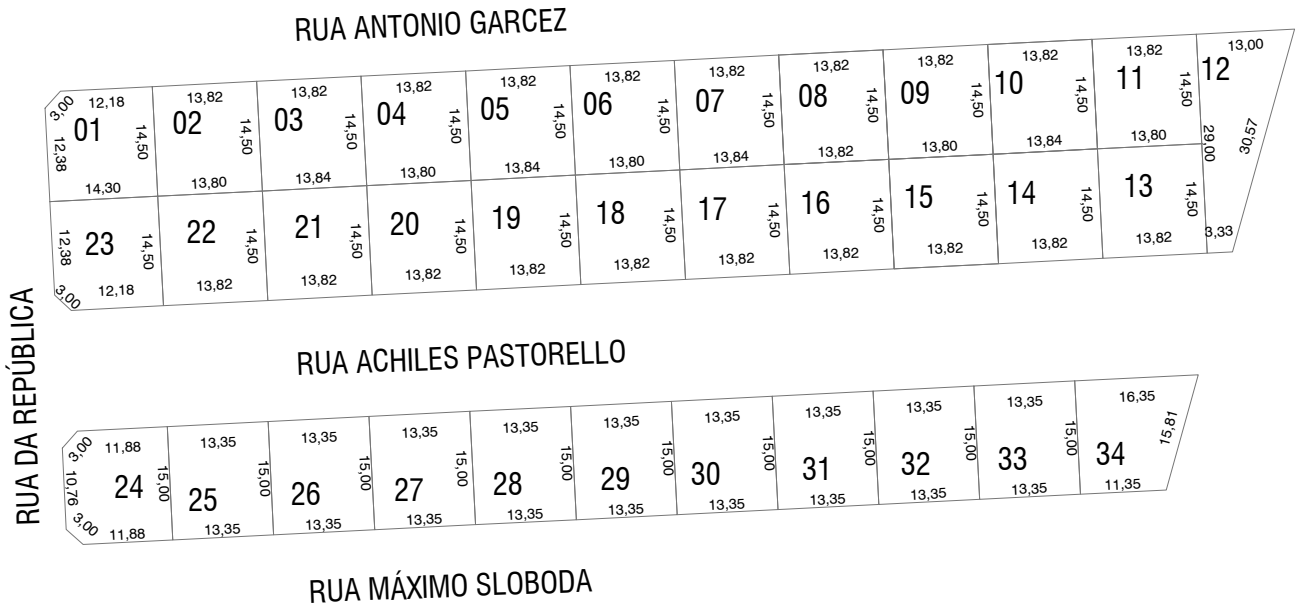 RUA ANTONIO GARCEZ
3,00 12,18 13,82 13,82 13,82 13,82 13,82 13,82 13,82 13,82 13,82 13,82 13,00
01 02 03 04 05 06 07 08 09 10 11 12
12,38 14,50 14,50 14,50 14,50 14,50 14,50 14,50 14,50 14,50 14,50 14,50 29,00 30,57
14,30 13,80 13,84 13,80 13,84 13,80 13,84 13,82 13,80 13,84 13,80
23 22 21 20 19 18 17 16 15 14 13
12,38 14,50 14,50 14,50 14,50 14,50 14,50 14,50 14,50 14,50 14,50 14,50
3,00 12,18 13,82 13,82 13,82 13,82 13,82 13,82 13,82 13,82 13,82 13,82 3,33
RUA DA REPÚBLICA
RUA ACHILES PASTORELLO
3,00 11,88 13,35 13,35 13,35 13,35 13,35 13,35 13,35 13,35 13,35 16,35
10,76 15,00 15,00 15,00 15,00 15,00 15,00 15,00 15,00 15,00 15,00 15,81
24 25 26 27 28 29 30 31 32 33 34
3,00 11,88 13,35 13,35 13,35 13,35 13,35 13,35 13,35 13,35 13,35 11,35
RUA MÁXIMO SLOBODA